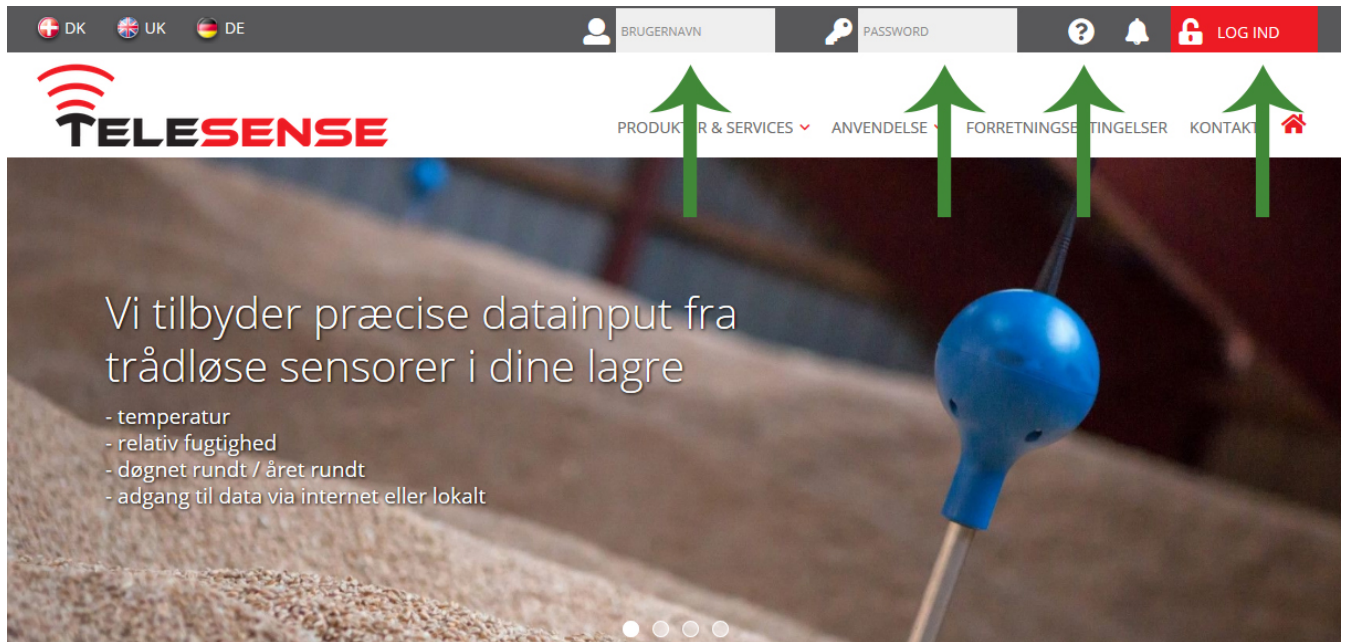 DK UK DE BRUGERNAVN PASSWORD LOG IND
TELESENSE
PRODUKTER & SERVICES ANVENDELSE FORRETNINGSBETINGELSER KONTAKT
Vi tilbyder præcise datainput fra
trådløse sensorer i dine lagre
- temperatur
- relativ fugtighed
- døgnet rundt / året rundt
- adgang til data via internet eller lokalt